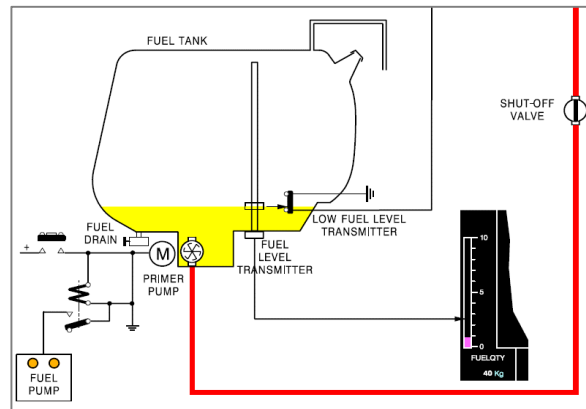 FUEL TANK
SHUT-OFF
VALVE
LOW FUEL LEVEL
TRANSMITTER
FUEL
DRAIN
+
M
PRIMER
PUMP
FUEL
LEVEL
TRANSMITTER
10
5
0
FUELQTY
40 Kg
FUEL
PUMP